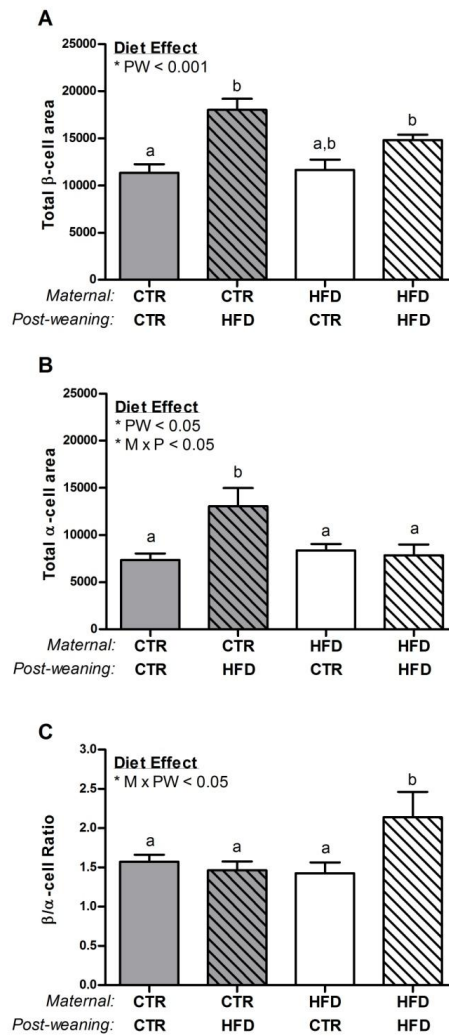 A
Diet Effect
* PW < 0.001
Total β-cell area
25000
20000
15000
10000
5000
0
a
b
a,b
b
Maternal: CTR CTR HFD HFD
Post-weaning: CTR HFD CTR HFD
B
Diet Effect
* PW < 0.05
* M x P < 0.05
Total α-cell area
25000
20000
15000
10000
5000
0
a
b
a
a
Maternal: CTR CTR HFD HFD
Post-weaning: CTR HFD CTR HFD
C
Diet Effect
* M x PW < 0.05
β/α-cell Ratio
3.0
2.5
2.0
1.5
1.0
0.5
0.0
a
a
a
b
Maternal: CTR CTR HFD HFD
Post-weaning: CTR HFD CTR HFD